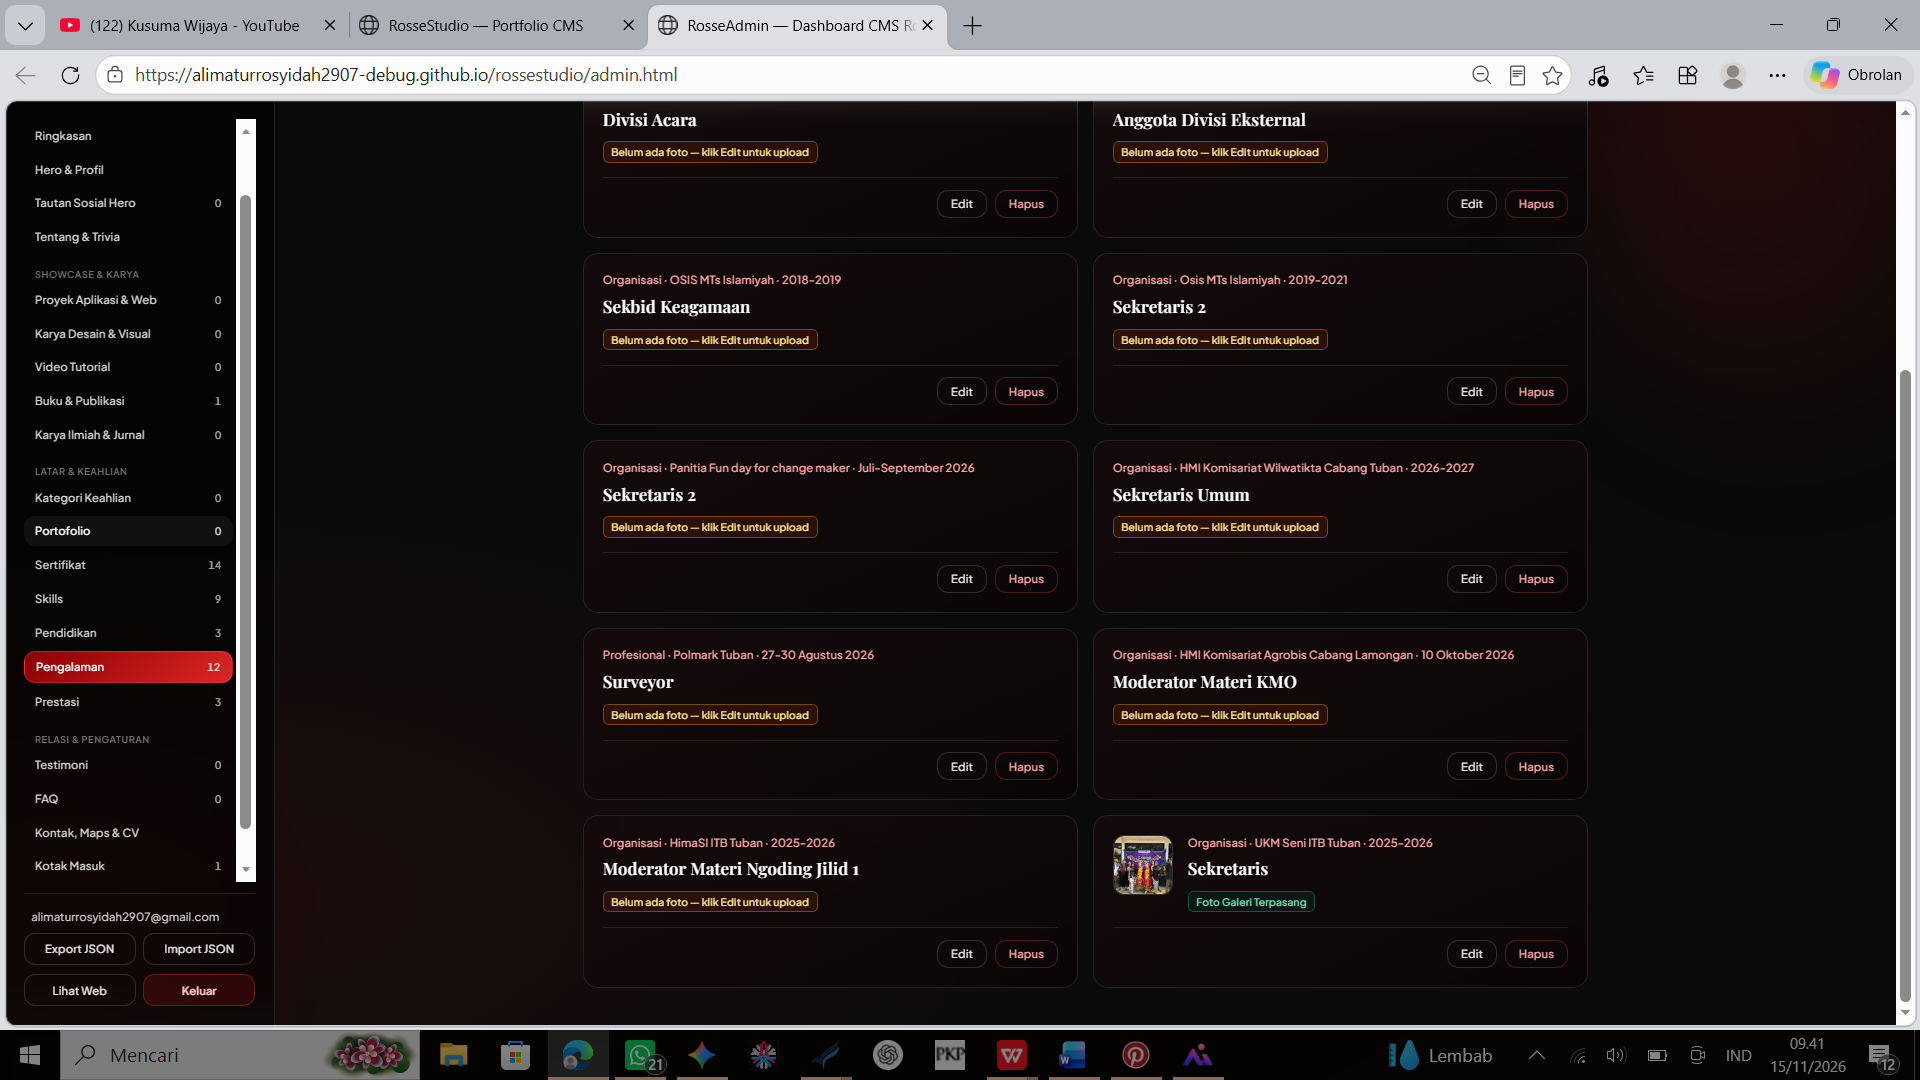 (122) Kusuma Wijaya - YouTube
RosseStudio — Portfolio CMS
RosseAdmin — Dashboard CMS R
https://alimaturrosyidah2907-debug.github.io/rossestudio/admin.html
Obrolan
Ringkasan
Hero & Profil
Tautan Sosial Hero 0
Tentang & Trivia
SHOWCASE & KARYA
Proyek Aplikasi & Web 0
Karya Desain & Visual 0
Video Tutorial 0
Buku & Publikasi 1
Karya Ilmiah & Jurnal 0
LATAR & KEAHLIAN
Kategori Keahlian 0
Portofolio 0
Sertifikat 14
Skills 9
Pendidikan 3
Pengalaman 12
Prestasi 3
RELASI & PENGATURAN
Testimoni 0
FAQ 0
Kontak, Maps & CV
Kotak Masuk 1
alimaturrosyidah2907@gmail.com
Export JSON Import JSON
Lihat Web Keluar
Divisi Acara
Belum ada foto — klik Edit untuk upload
Edit Hapus
Anggota Divisi Eksternal
Belum ada foto — klik Edit untuk upload
Edit Hapus
Organisasi · OSIS MTs Islamiyah · 2018-2019
Sekbid Keagamaan
Belum ada foto — klik Edit untuk upload
Edit Hapus
Organisasi · Osis MTs Islamiyah · 2019-2021
Sekretaris 2
Belum ada foto — klik Edit untuk upload
Edit Hapus
Organisasi · Panitia Fun day for change maker · Juli-September 2026
Sekretaris 2
Belum ada foto — klik Edit untuk upload
Edit Hapus
Organisasi · HMI Komisariat Wilwatikta Cabang Tuban · 2026-2027
Sekretaris Umum
Belum ada foto — klik Edit untuk upload
Edit Hapus
Profesional · Polmark Tuban · 27-30 Agustus 2026
Surveyor
Belum ada foto — klik Edit untuk upload
Edit Hapus
Organisasi · HMI Komisariat Agrobis Cabang Lamongan · 10 Oktober 2026
Moderator Materi KMO
Belum ada foto — klik Edit untuk upload
Edit Hapus
Organisasi · HimaSI ITB Tuban · 2025-2026
Moderator Materi Ngoding Jilid 1
Belum ada foto — klik Edit untuk upload
Edit Hapus
Organisasi · UKM Seni ITB Tuban · 2025-2026
Sekretaris
Foto Galeri Terpasang
Edit Hapus
Mencari
21
PKP
Lembab
IND
09.41
15/11/2026
12